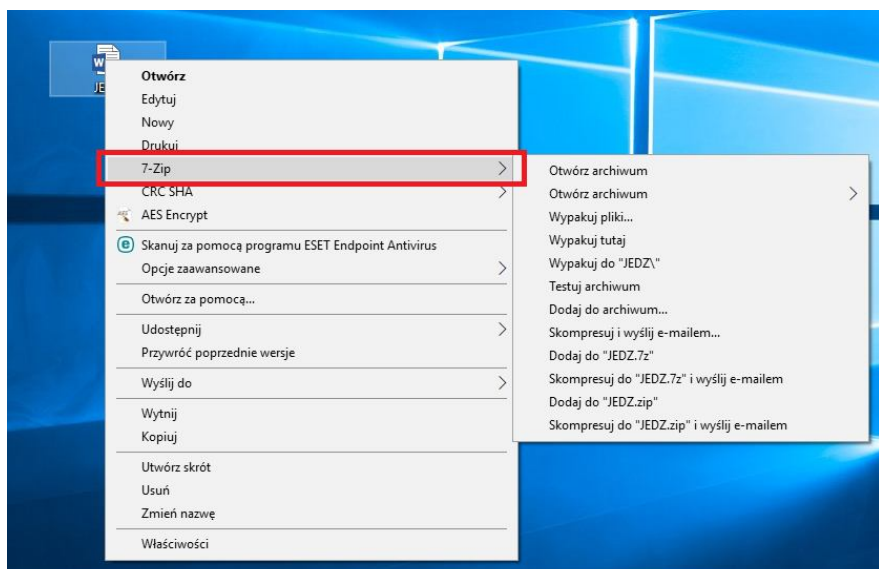 JE
Otwórz
Edytuj
Nowy
Drukuj
7-Zip
CRC SHA
AES Encrypt
Skanuj za pomocą programu ESET Endpoint Antivirus
Opcje zaawansowane
Otwórz za pomocą...
Udostępnij
Przywróć poprzednie wersje
Wyślij do
Wytnij
Kopiuj
Utwórz skrót
Usuń
Zmień nazwę
Właściwości
Otwórz archiwum
Otwórz archiwum
Wypakuj pliki...
Wypakuj tutaj
Wypakuj do "JEDZ\"
Testuj archiwum
Dodaj do archiwum...
Skompresuj i wyślij e-mailem...
Dodaj do "JEDZ.7z"
Skompresuj do "JEDZ.7z" i wyślij e-mailem
Dodaj do "JEDZ.zip"
Skompresuj do "JEDZ.zip" i wyślij e-mailem